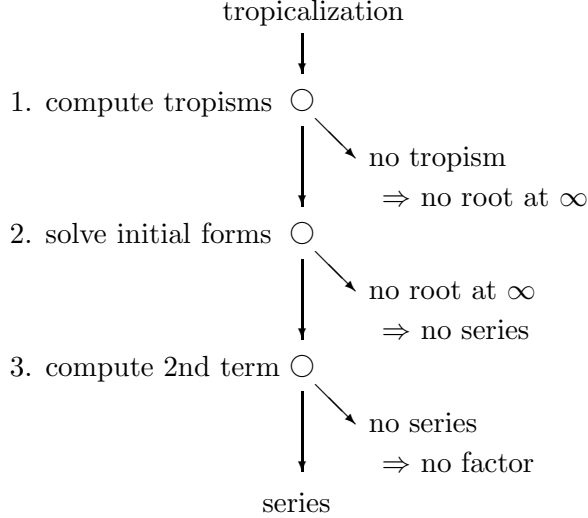 tropicalization
1. compute tropisms
no tropism
⇒ no root at ∞
2. solve initial forms
no root at ∞
⇒ no series
3. compute 2nd term
no series
⇒ no factor
series